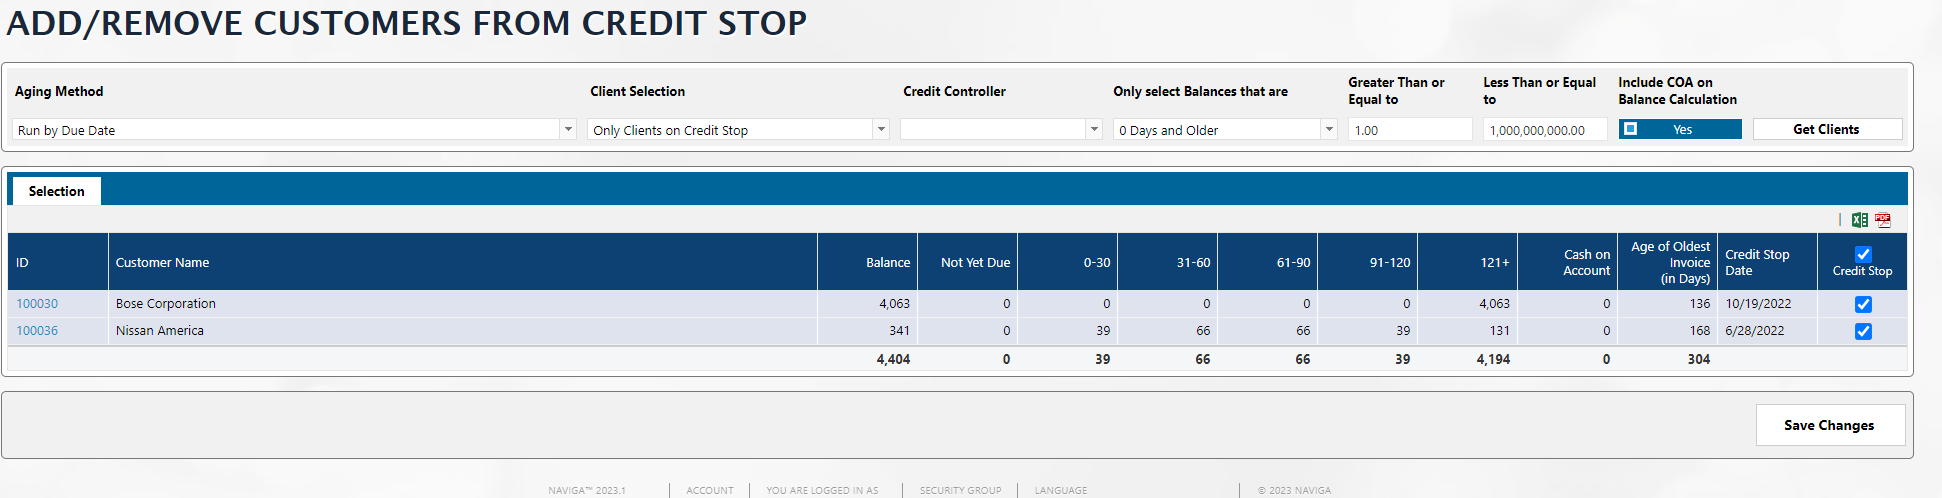 ADD/REMOVE CUSTOMERS FROM CREDIT STOP
Aging Method
Client Selection
Credit Controller
Only select Balances that are
Greater Than or
Equal to
Less Than or Equal
to
Include COA on
Balance Calculation
Run by Due Date
Only Clients on Credit Stop
0 Days and Older
1.00
1,000,000,000.00
Yes
Get Clients
Selection
PDF
ID Customer Name Balance Not Yet Due 0-30 31-60 61-90 91-120 121+ Cash on Account Age of Oldest Invoice (in Days) Credit Stop Date Credit Stop
100030 Bose Corporation 4,063 0 0 0 0 0 4,063 0 136 10/19/2022
100036 Nissan America 341 0 39 66 66 39 131 0 168 6/28/2022
4,404 0 39 66 66 39 4,194 0 304
Save Changes
NAVIGA™ 2023.1 | ACCOUNT | YOU ARE LOGGED IN AS | SECURITY GROUP | LANGUAGE | © 2023 NAVIGA